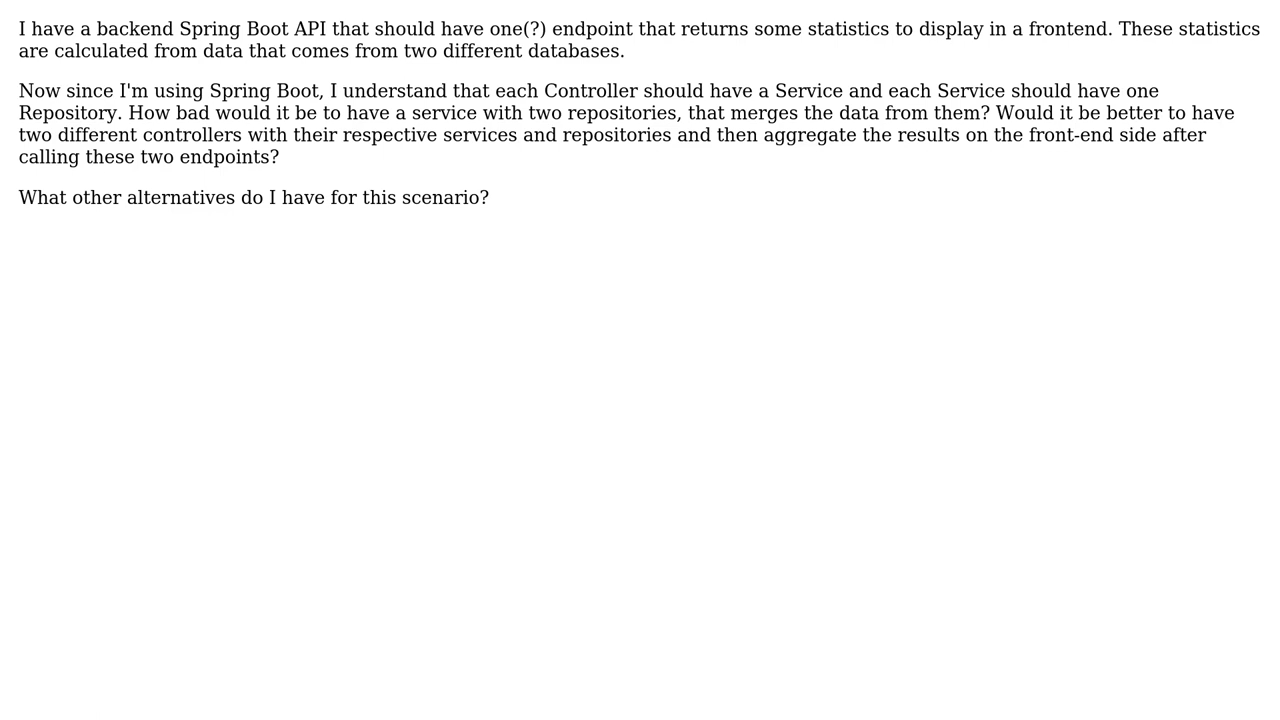 I have a backend Spring Boot API that should have one(?) endpoint that returns some statistics to display in a frontend. These statistics
are calculated from data that comes from two different databases.
Now since I'm using Spring Boot, I understand that each Controller should have a Service and each Service should have one
Repository. How bad would it be to have a service with two repositories, that merges the data from them? Would it be better to have
two different controllers with their respective services and repositories and then aggregate the results on the front-end side after
calling these two endpoints?
What other alternatives do I have for this scenario?